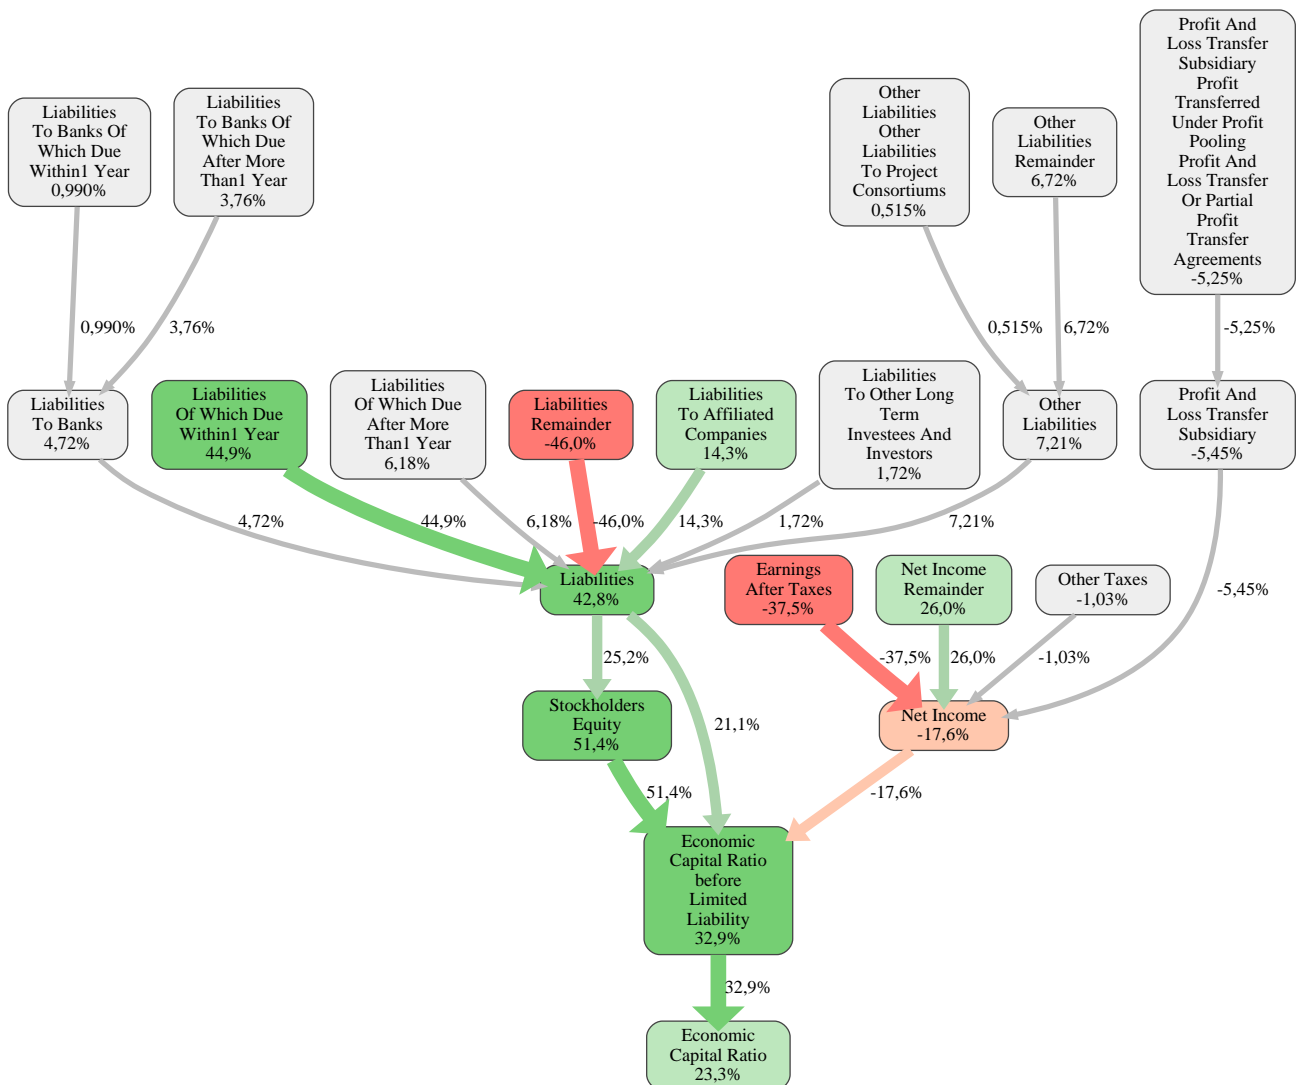 Profit And
Loss Transfer
Subsidiary
Profit
Transferred
Under Profit
Pooling
Profit And
Loss Transfer
Or Partial
Profit
Transfer
Agreements
-5,25%
Liabilities
To Banks Of
Which Due
Within1 Year
0,990%
Liabilities
To Banks Of
Which Due
After More
Than1 Year
3,76%
Other
Liabilities
Other
Liabilities
To Project
Consortiums
0,515%
Other
Liabilities
Remainder
6,72%
0,990%
3,76%
0,515%
6,72%
-5,25%
Liabilities
To Banks
4,72%
Liabilities
Of Which Due
Within1 Year
44,9%
Liabilities
Of Which Due
After More
Than1 Year
6,18%
Liabilities
Remainder
-46,0%
Liabilities
To Affiliated
Companies
14,3%
Liabilities
To Other Long
Term
Investees And
Investors
1,72%
Other
Liabilities
7,21%
Profit And
Loss Transfer
Subsidiary
-5,45%
4,72%
44,9%
6,18%
-46,0%
14,3%
1,72%
7,21%
-5,45%
Liabilities
42,8%
Earnings
After Taxes
-37,5%
Net Income
Remainder
26,0%
Other Taxes
-1,03%
25,2%
21,1%
-37,5%
26,0%
-1,03%
Stockholders
Equity
51,4%
Net Income
-17,6%
51,4%
-17,6%
Economic
Capital Ratio
before
Limited
Liability
32,9%
32,9%
Economic
Capital Ratio
23,3%